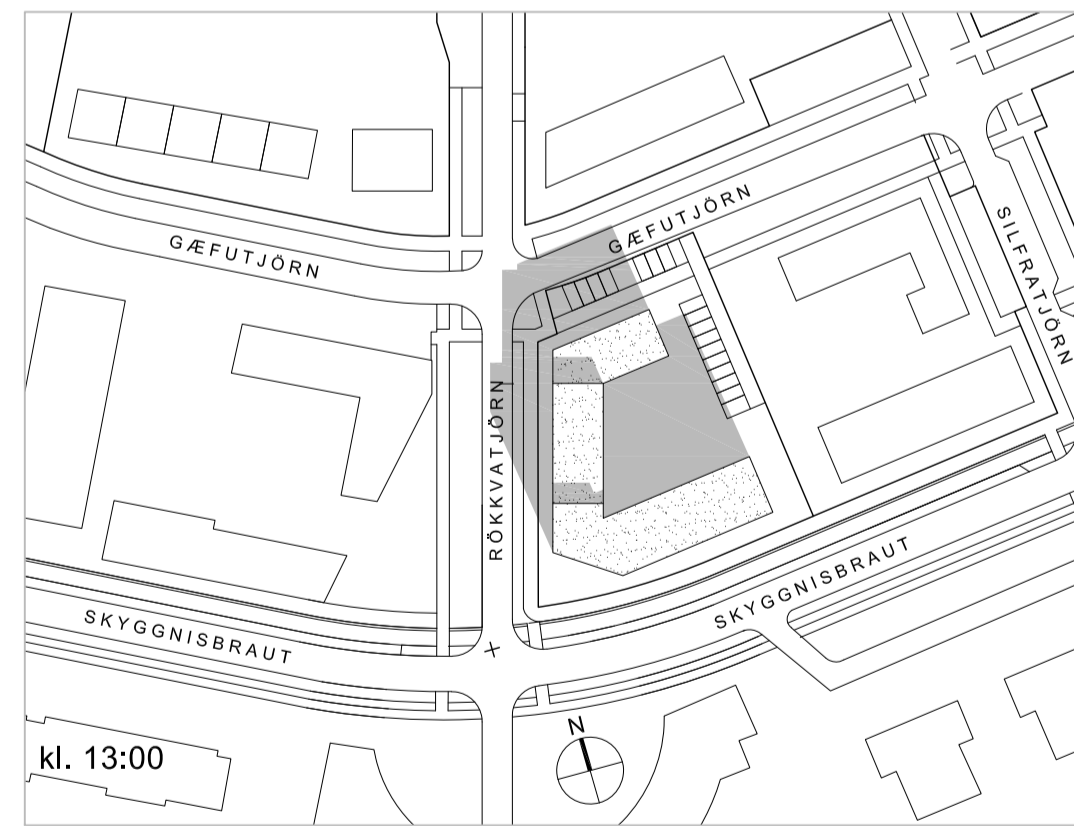 GÆFUTJÖRN
GÆFUTJÖRN
SILFRATJÖRN
RÖKKVATJÖRN
SKYGGNISBRAUT
SKYGGNISBRAUT
N
kl. 13:00